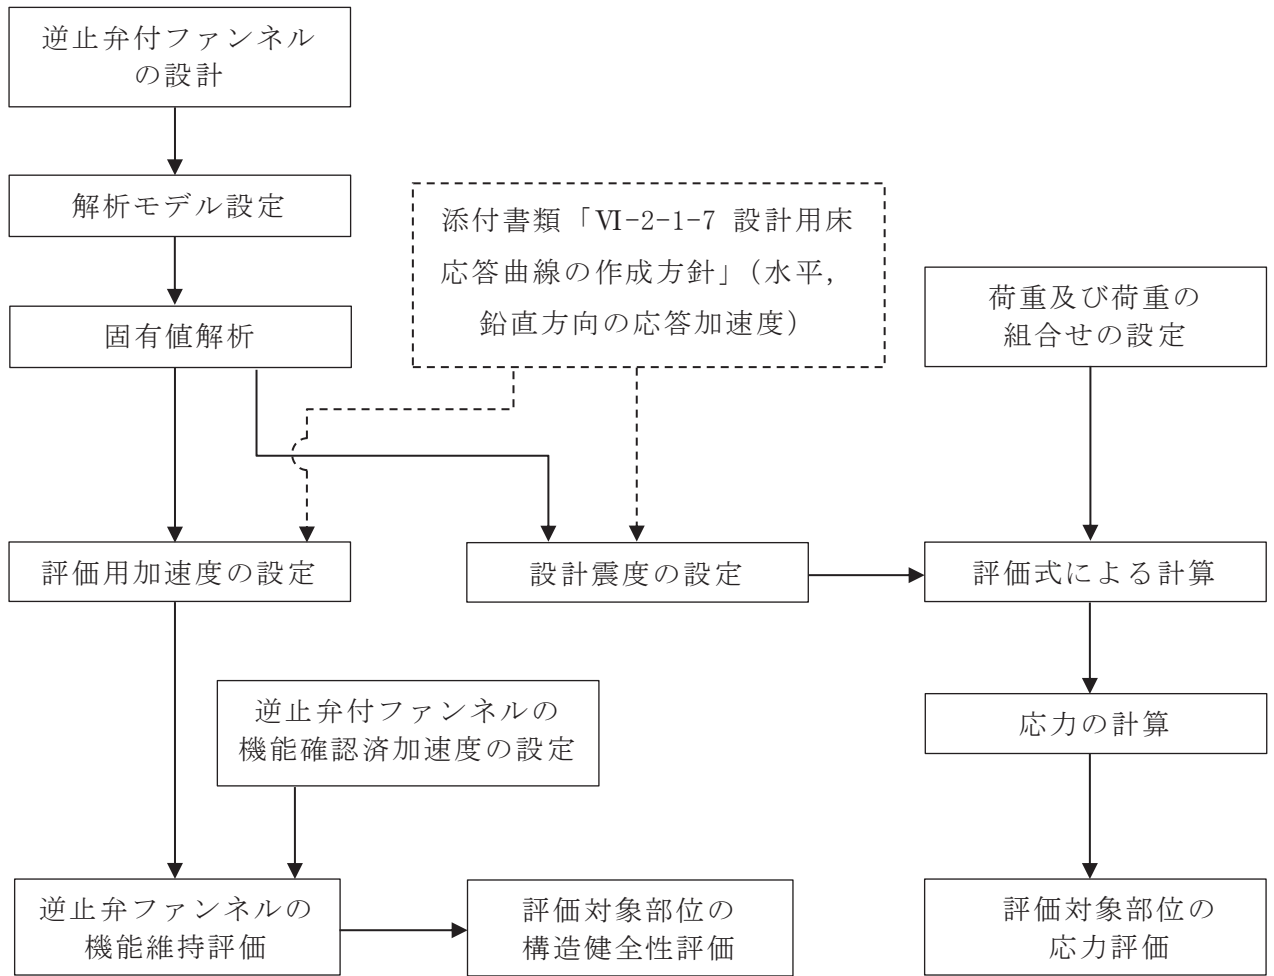 逆止弁付ファンネル
の設計
解析モデル設定
添付書類「Ⅵ-2-1-7 設計用床
応答曲線の作成方針」（水平，
鉛直方向の応答加速度）
固有値解析
荷重及び荷重の
組合せの設定
評価用加速度の設定
設計震度の設定
評価式による計算
逆止弁付ファンネルの
機能確認済加速度の設定
応力の計算
逆止弁ファンネルの
機能維持評価
評価対象部位の
構造健全性評価
評価対象部位の
応力評価